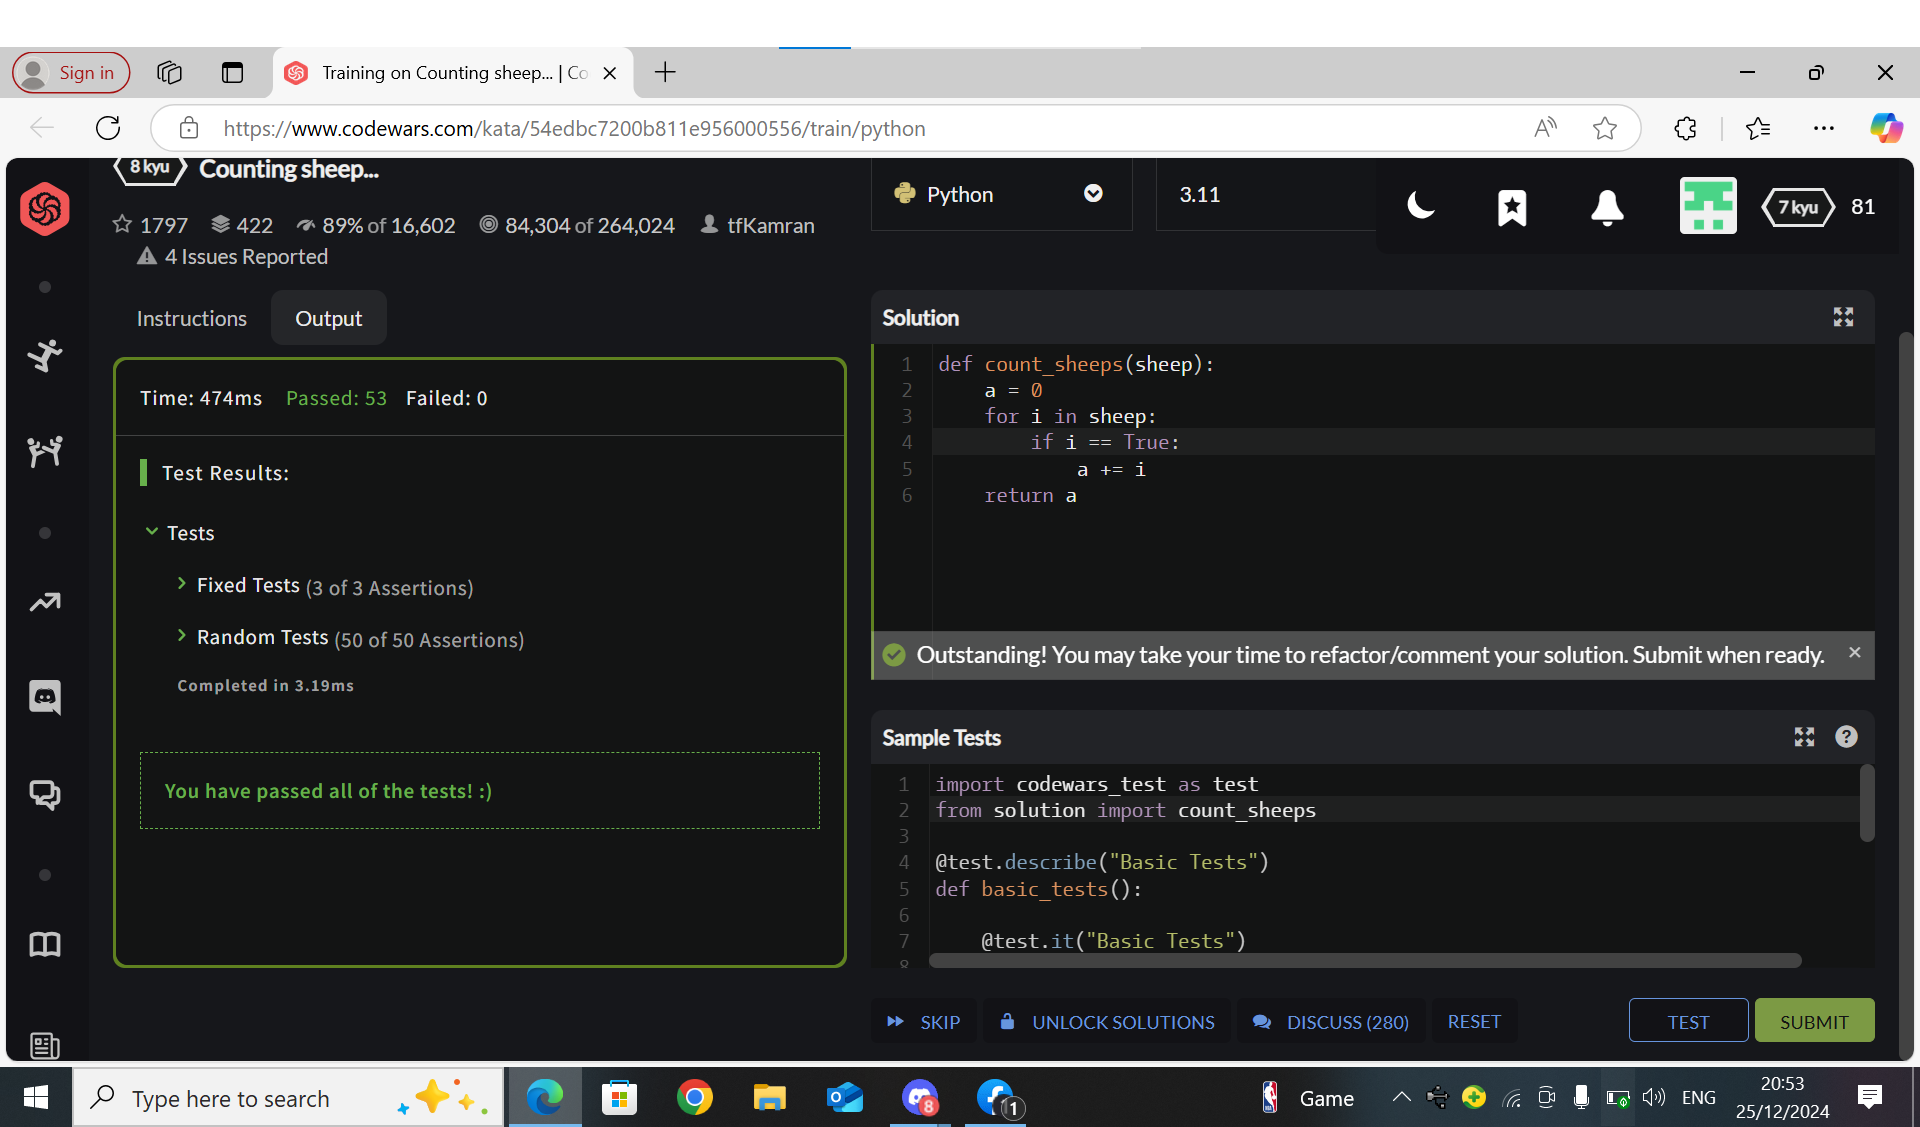 Sign in
Training on Counting sheep... | Co
https://www.codewars.com/kata/54edbc7200b811e956000556/train/python
8 kyu Counting sheep...
1797 422 89% of 16,602 84,304 of 264,024 tfKamran
4 Issues Reported
Python
3.11
7 kyu 81
Instructions Output
Time: 474ms Passed: 53 Failed: 0
Test Results:
Tests
Fixed Tests (3 of 3 Assertions)
Random Tests (50 of 50 Assertions)
Completed in 3.19ms
You have passed all of the tests! :)
Solution
1 def count_sheeps(sheep):
2 a = 0
3 for i in sheep:
4 if i == True:
5 a += i
6 return a
Outstanding! You may take your time to refactor/comment your solution. Submit when ready.
Sample Tests
1 import codewars_test as test
2 from solution import count_sheeps
3
4 @test.describe("Basic Tests")
5 def basic_tests():
6
7 @test.it("Basic Tests")
8
SKIP UNLOCK SOLUTIONS DISCUSS (280) RESET TEST SUBMIT
Type here to search
8
1
Game
ENG
20:53
25/12/2024